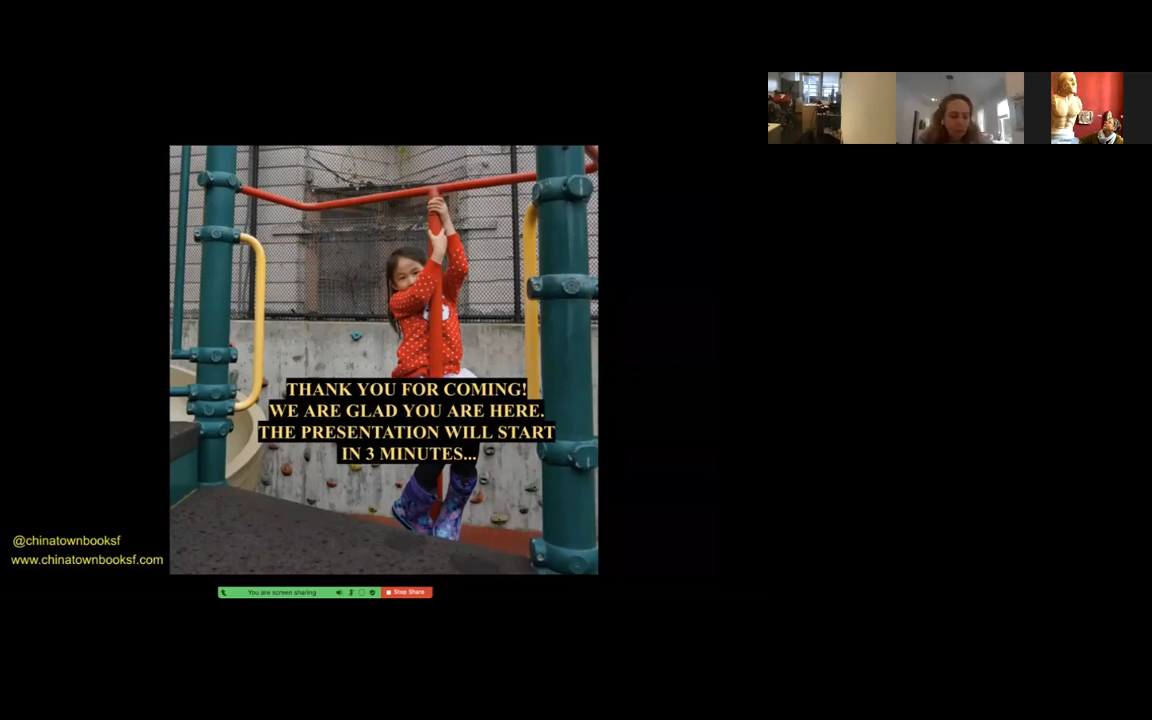 THANK YOU FOR COMING!
WE ARE GLAD YOU ARE HERE.
THE PRESENTATION WILL START
IN 3 MINUTES...
@chinatownbooksf
www.chinatownbooksf.com
You are screen sharing
Stop Share